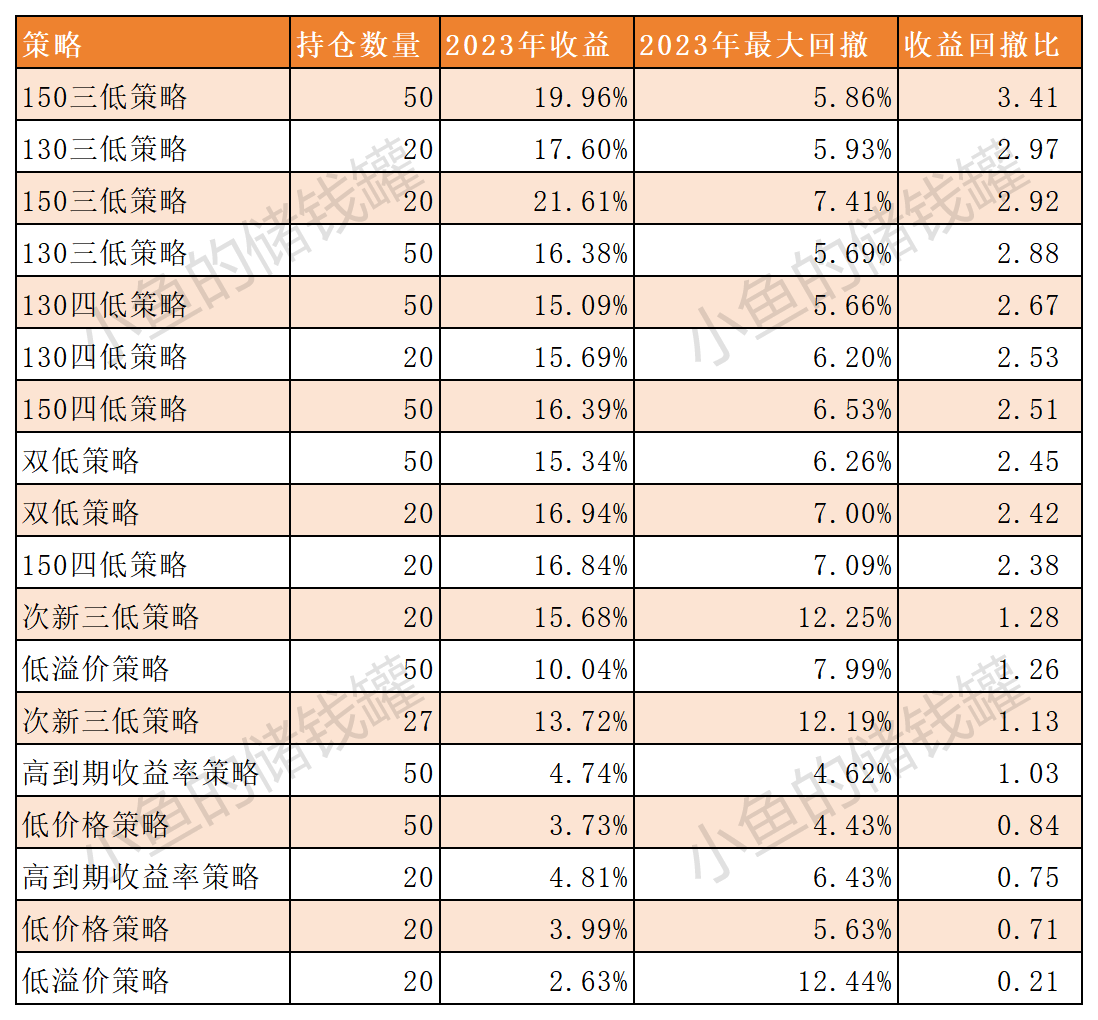 策略 持仓数量 2023年收益 2023年最大回撤 收益回撤比
150三低策略 50 19.96% 5.86% 3.41
130三低策略 20 17.60% 5.93% 2.97
150三低策略 20 21.61% 7.41% 2.92
130三低策略 50 16.38% 5.69% 2.88
130四低策略 50 15.09% 5.66% 2.67
130四低策略 20 15.69% 6.20% 2.53
150四低策略 50 16.39% 6.53% 2.51
双低策略 50 15.34% 6.26% 2.45
双低策略 20 16.94% 7.00% 2.42
150四低策略 20 16.84% 7.09% 2.38
次新三低策略 20 15.68% 12.25% 1.28
低溢价策略 50 10.04% 7.99% 1.26
次新三低策略 27 13.72% 12.19% 1.13
高到期收益率策略 50 4.74% 4.62% 1.03
低价格策略 50 3.73% 4.43% 0.84
高到期收益率策略 20 4.81% 6.43% 0.75
低价格策略 20 3.99% 5.63% 0.71
低溢价策略 20 2.63% 12.44% 0.21
小鱼的储钱罐
小鱼的储钱罐
小鱼的储钱罐
小鱼的储钱罐